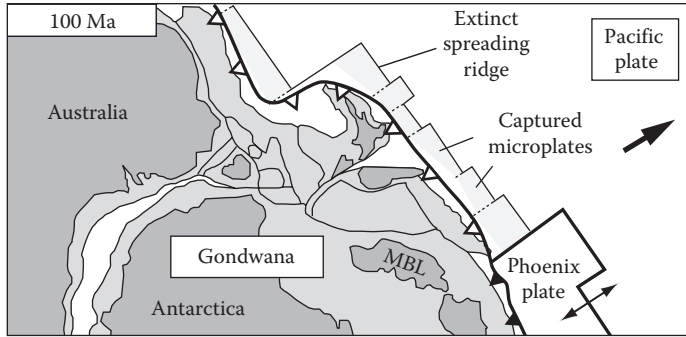 100 Ma
Extinct
spreading
ridge
Pacific
plate
Australia
Captured
microplates
Gondwana
MBL
Phoenix
plate
Antarctica